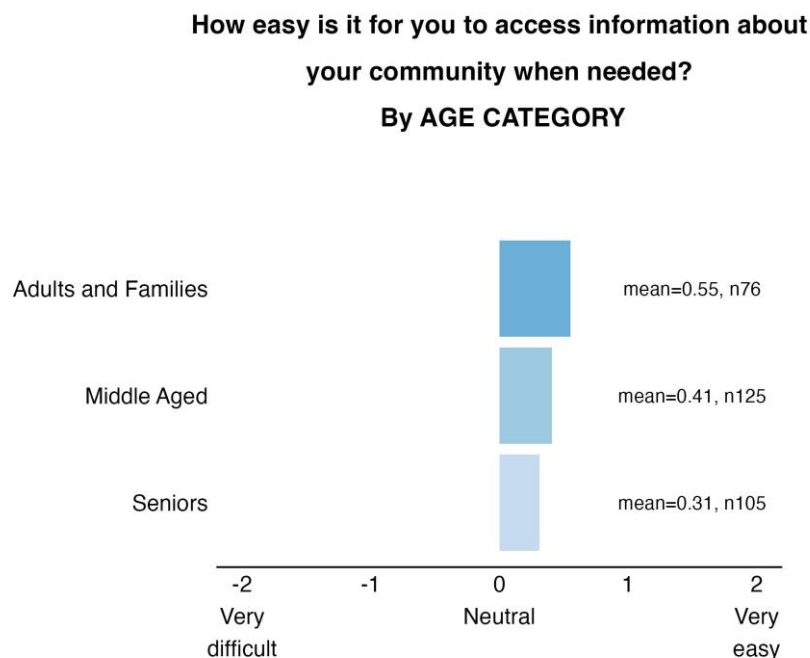 How easy is it for you to access information about
your community when needed?
By AGE CATEGORY
Adults and Families
mean=0.55, n76
Middle Aged
mean=0.41, n125
Seniors
mean=0.31, n105
-2 -1 0 1 2
Very Neutral Very
difficult easy